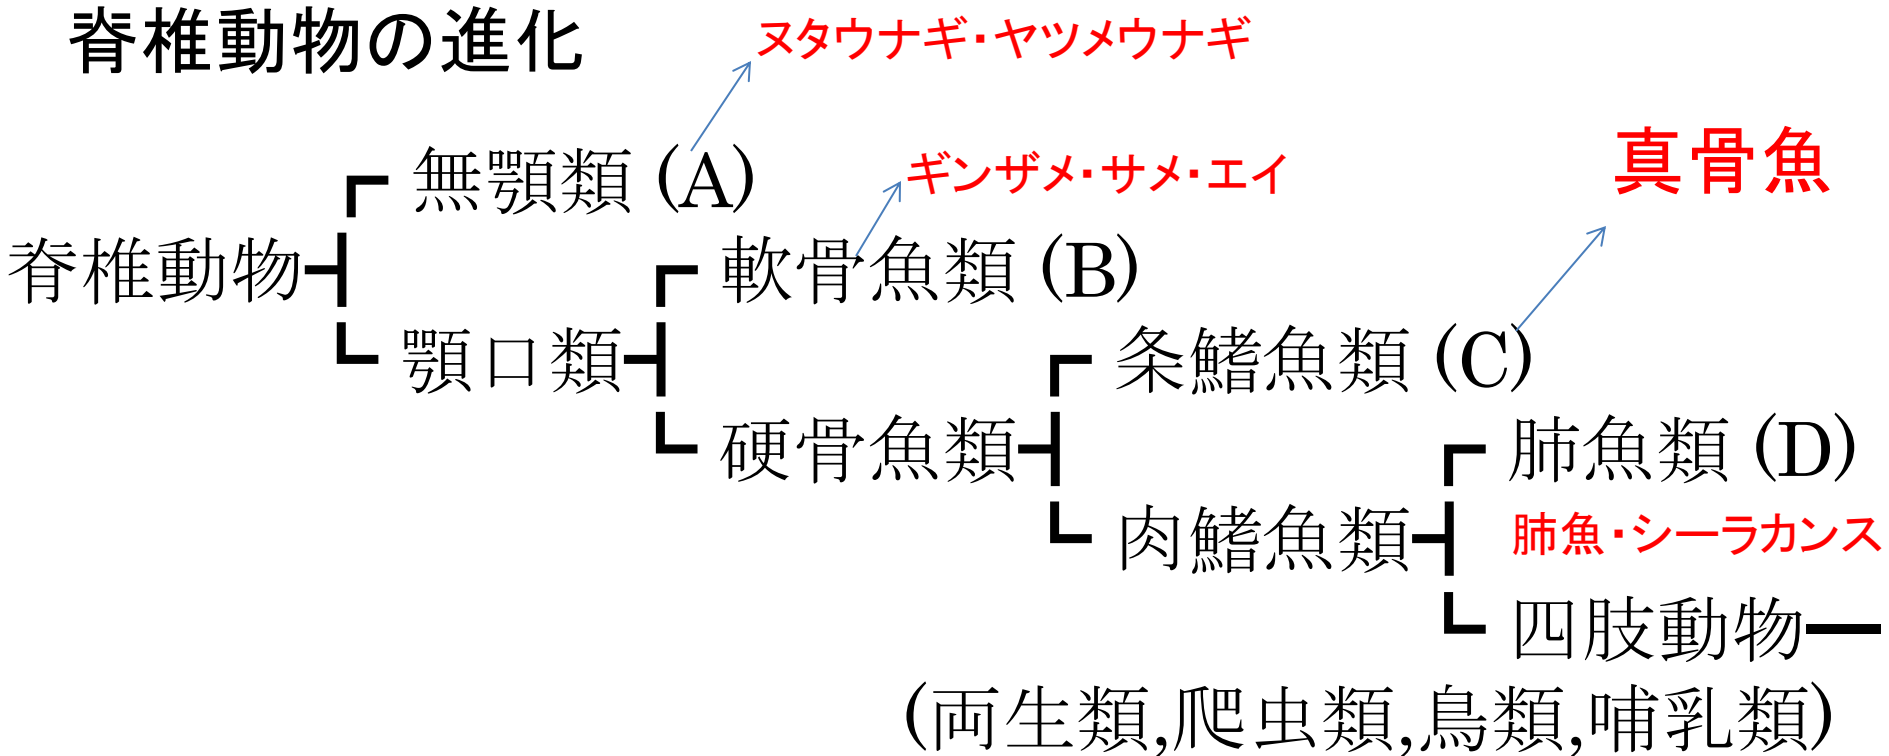 脊椎動物の進化
ヌタウナギ・ヤツメウナギ
無顎類 (A)
ギンザメ・サメ・エイ
真骨魚
脊椎動物
軟骨魚類 (B)
顎口類
条鰭魚類 (C)
硬骨魚類
肺魚類 (D)
肉鰭魚類
肺魚・シーラカンス
四肢動物
(両生類,爬虫類,鳥類,哺乳類)